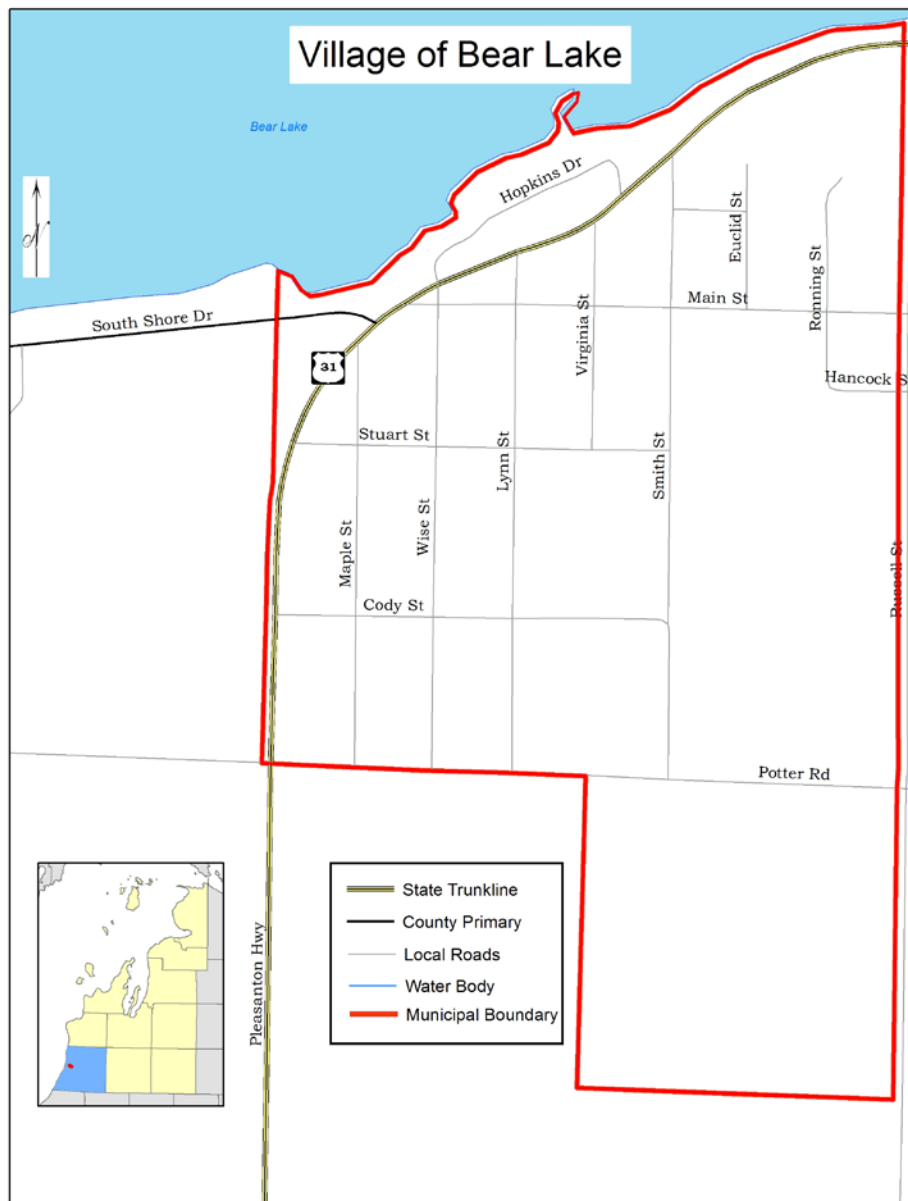 Village of Bear Lake
Bear Lake
N
Hopkins Dr
Euclid St
Ronning St
Main St
South Shore Dr
Virginia St
31
Hancock S
Stuart St
Lynn St
Smith St
Maple St
Wise St
Russell St
Cody St
Potter Rd
Pleasanton Hwy
State Trunkline
County Primary
Local Roads
Water Body
Municipal Boundary